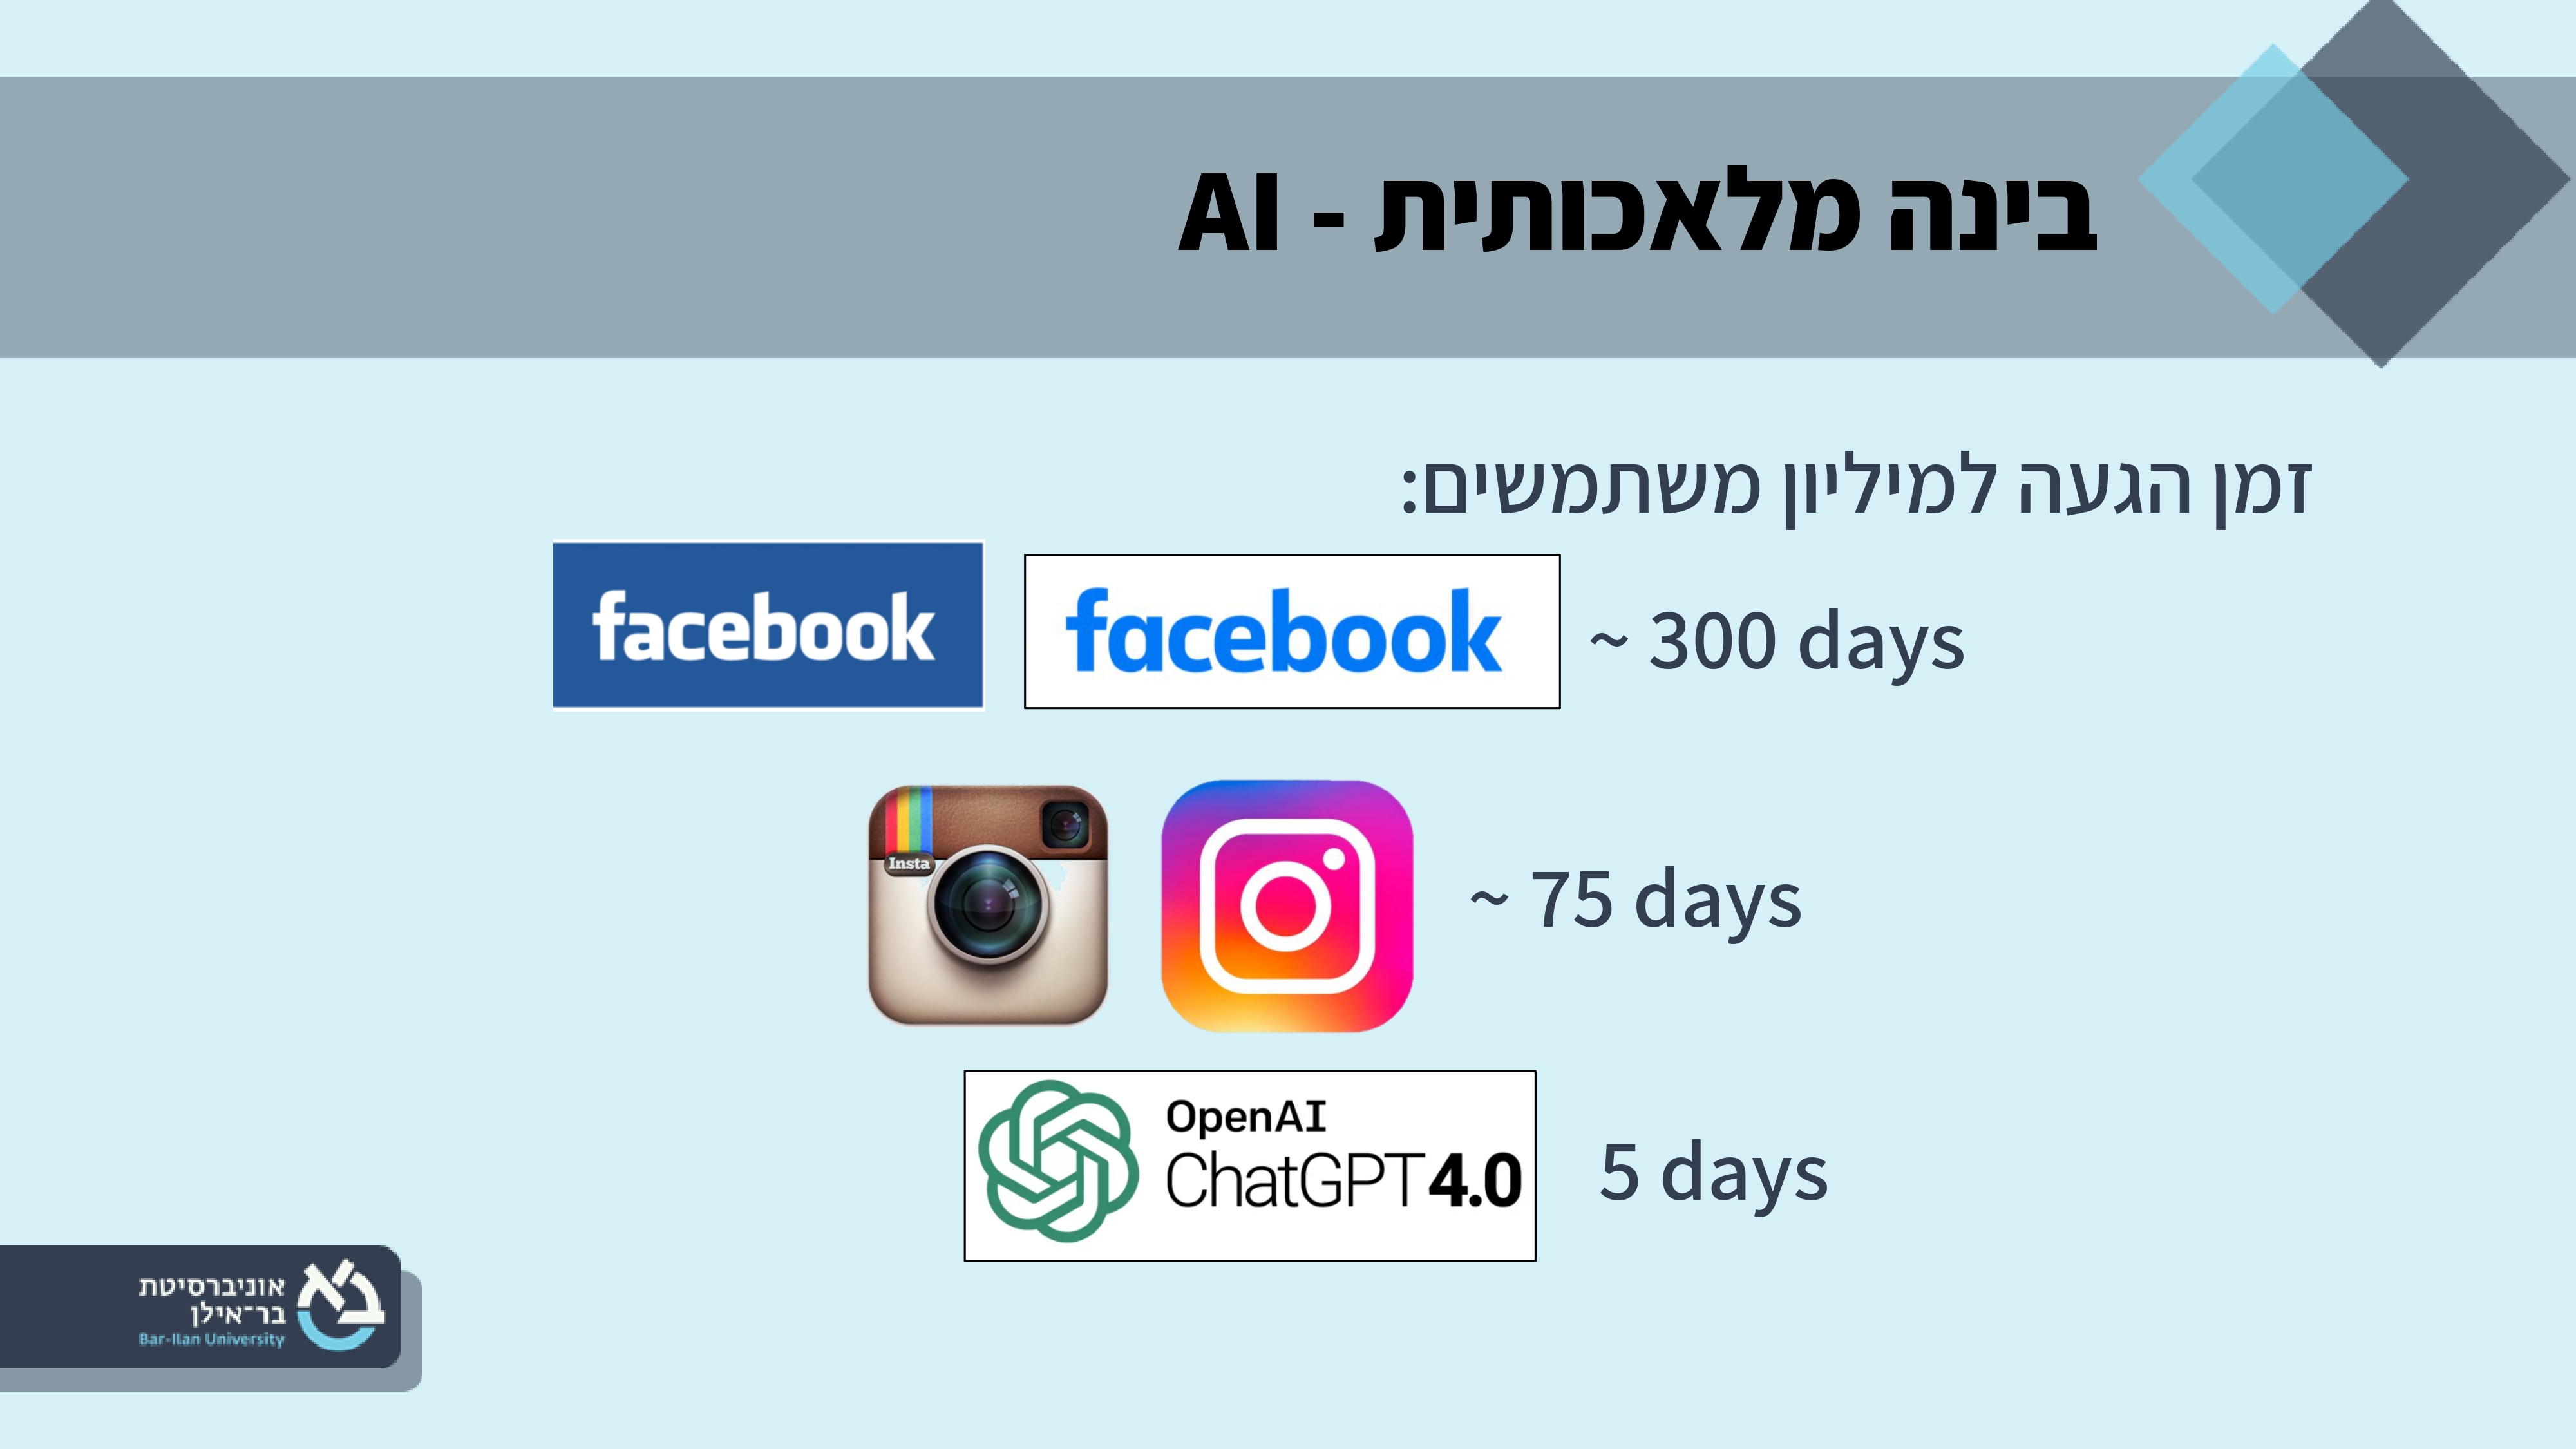 בינה מלאכותית - AI
זמן הגעה למיליון משתמשים:
facebook
facebook
~ 300 days
Insta
~ 75 days
OpenAI
ChatGPT4.0
5 days
אוניברסיטת
בר־אילן
Bar-Ilan University